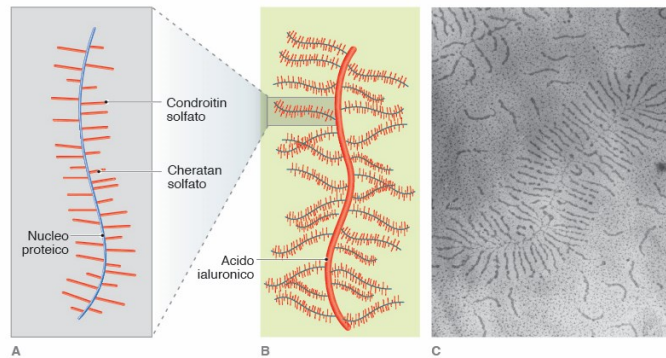 Condroitin
solfato
Cheratan
solfato
Nucleo
proteico
A
Acido
ialuronico
B
C